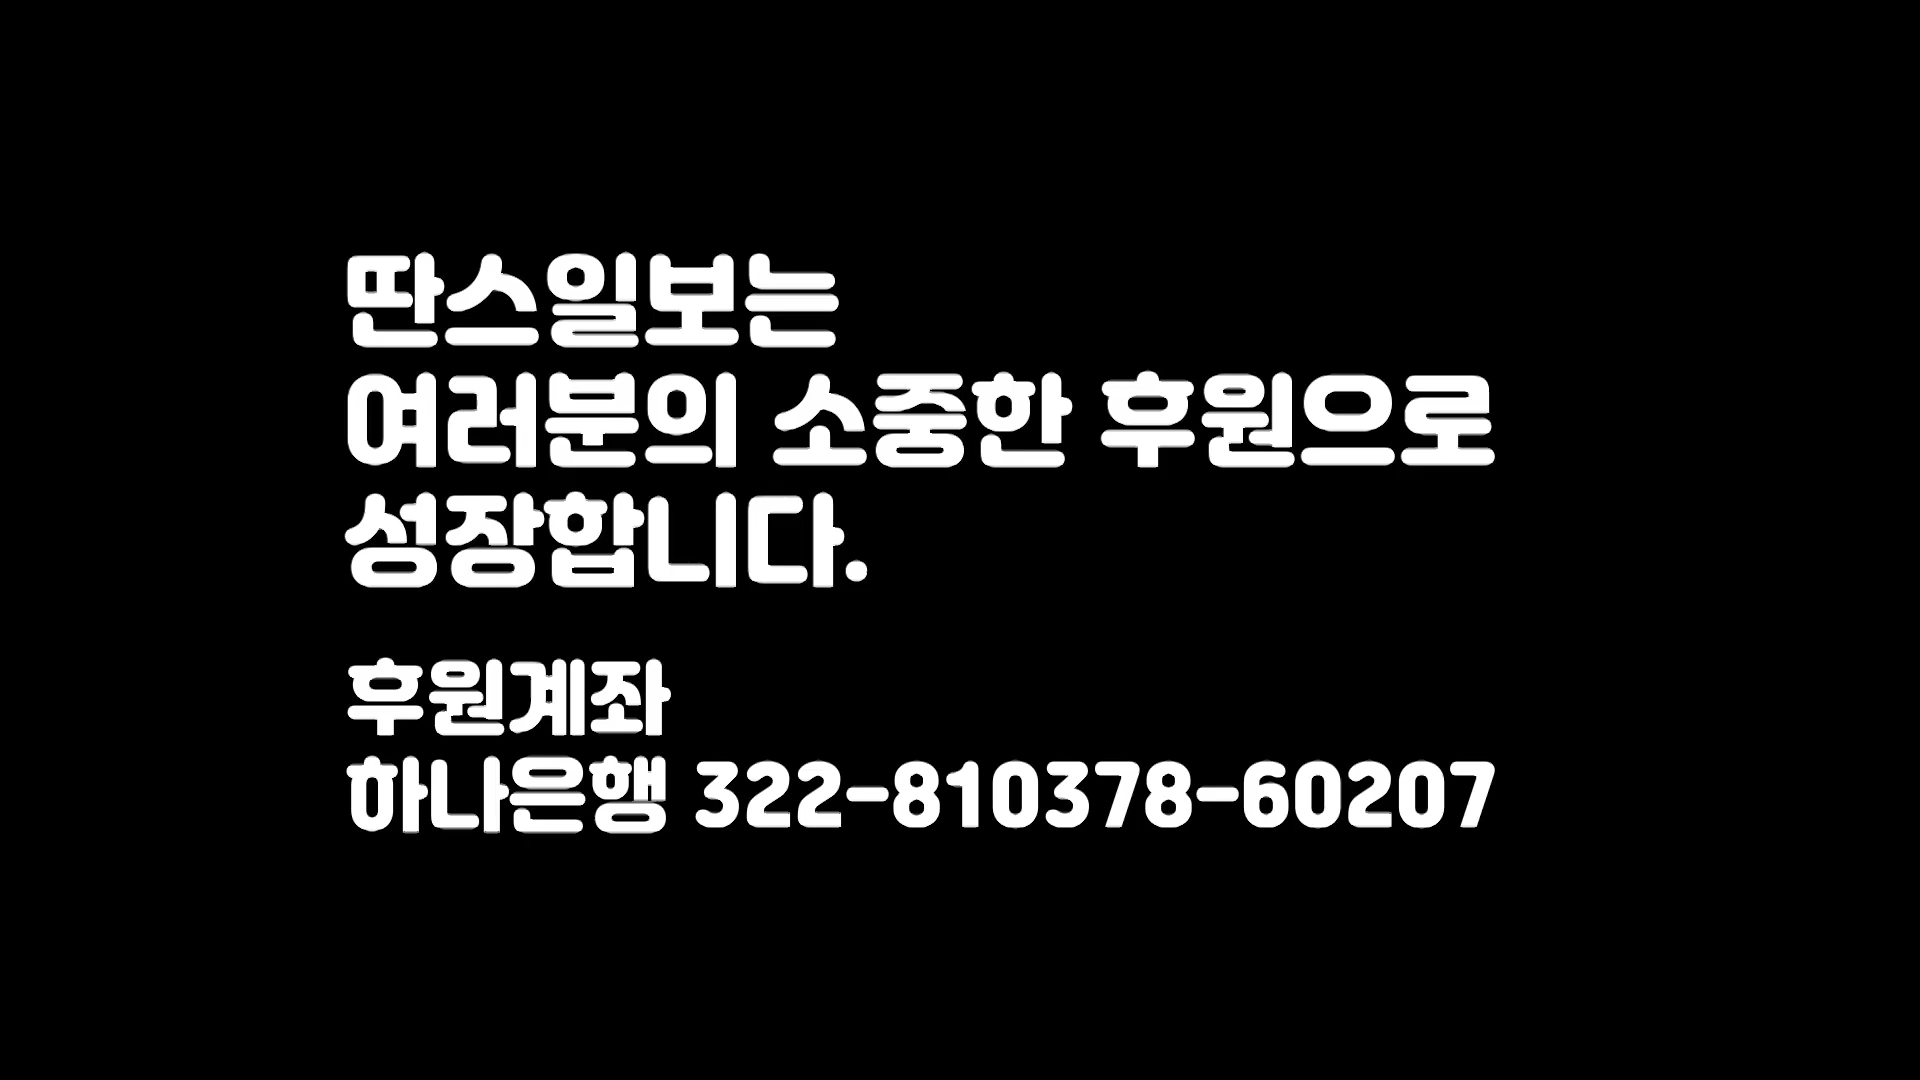 딴스일보는
여러분의 소중한 후원으로
성장합니다.
후원계좌
하나은행 322-810378-60207